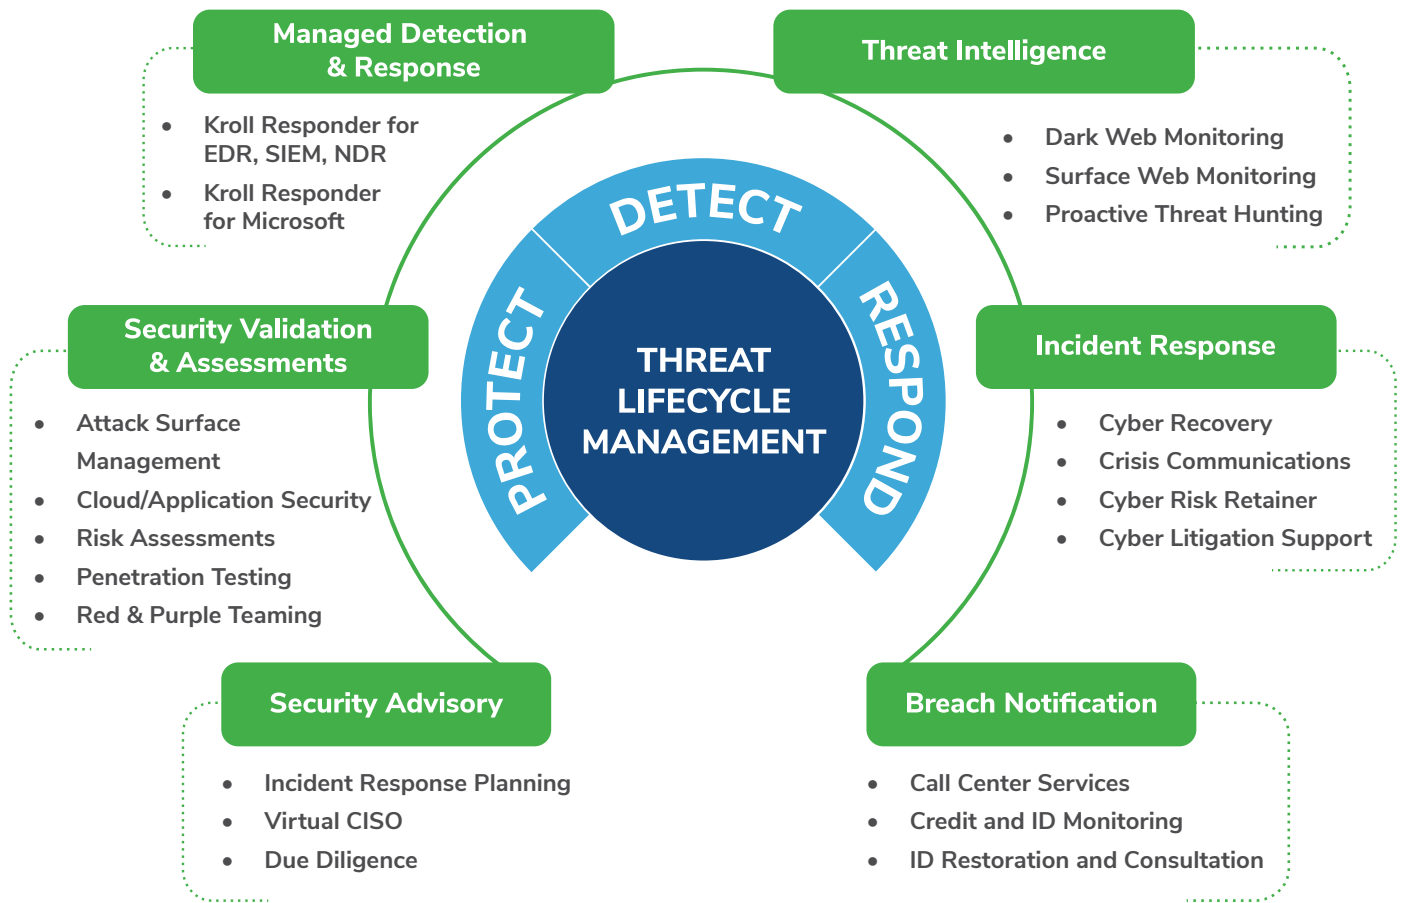 Managed Detection
& Response
• Kroll Responder for
EDR, SIEM, NDR
• Kroll Responder
for Microsoft
Threat Intelligence
• Dark Web Monitoring
• Surface Web Monitoring
• Proactive Threat Hunting
PROTECT
DETECT
RESPOND
THREAT
LIFECYCLE
MANAGEMENT
Security Validation
& Assessments
• Attack Surface
Management
• Cloud/Application Security
• Risk Assessments
• Penetration Testing
• Red & Purple Teaming
Incident Response
• Cyber Recovery
• Crisis Communications
• Cyber Risk Retainer
• Cyber Litigation Support
Security Advisory
• Incident Response Planning
• Virtual CISO
• Due Diligence
Breach Notification
• Call Center Services
• Credit and ID Monitoring
• ID Restoration and Consultation